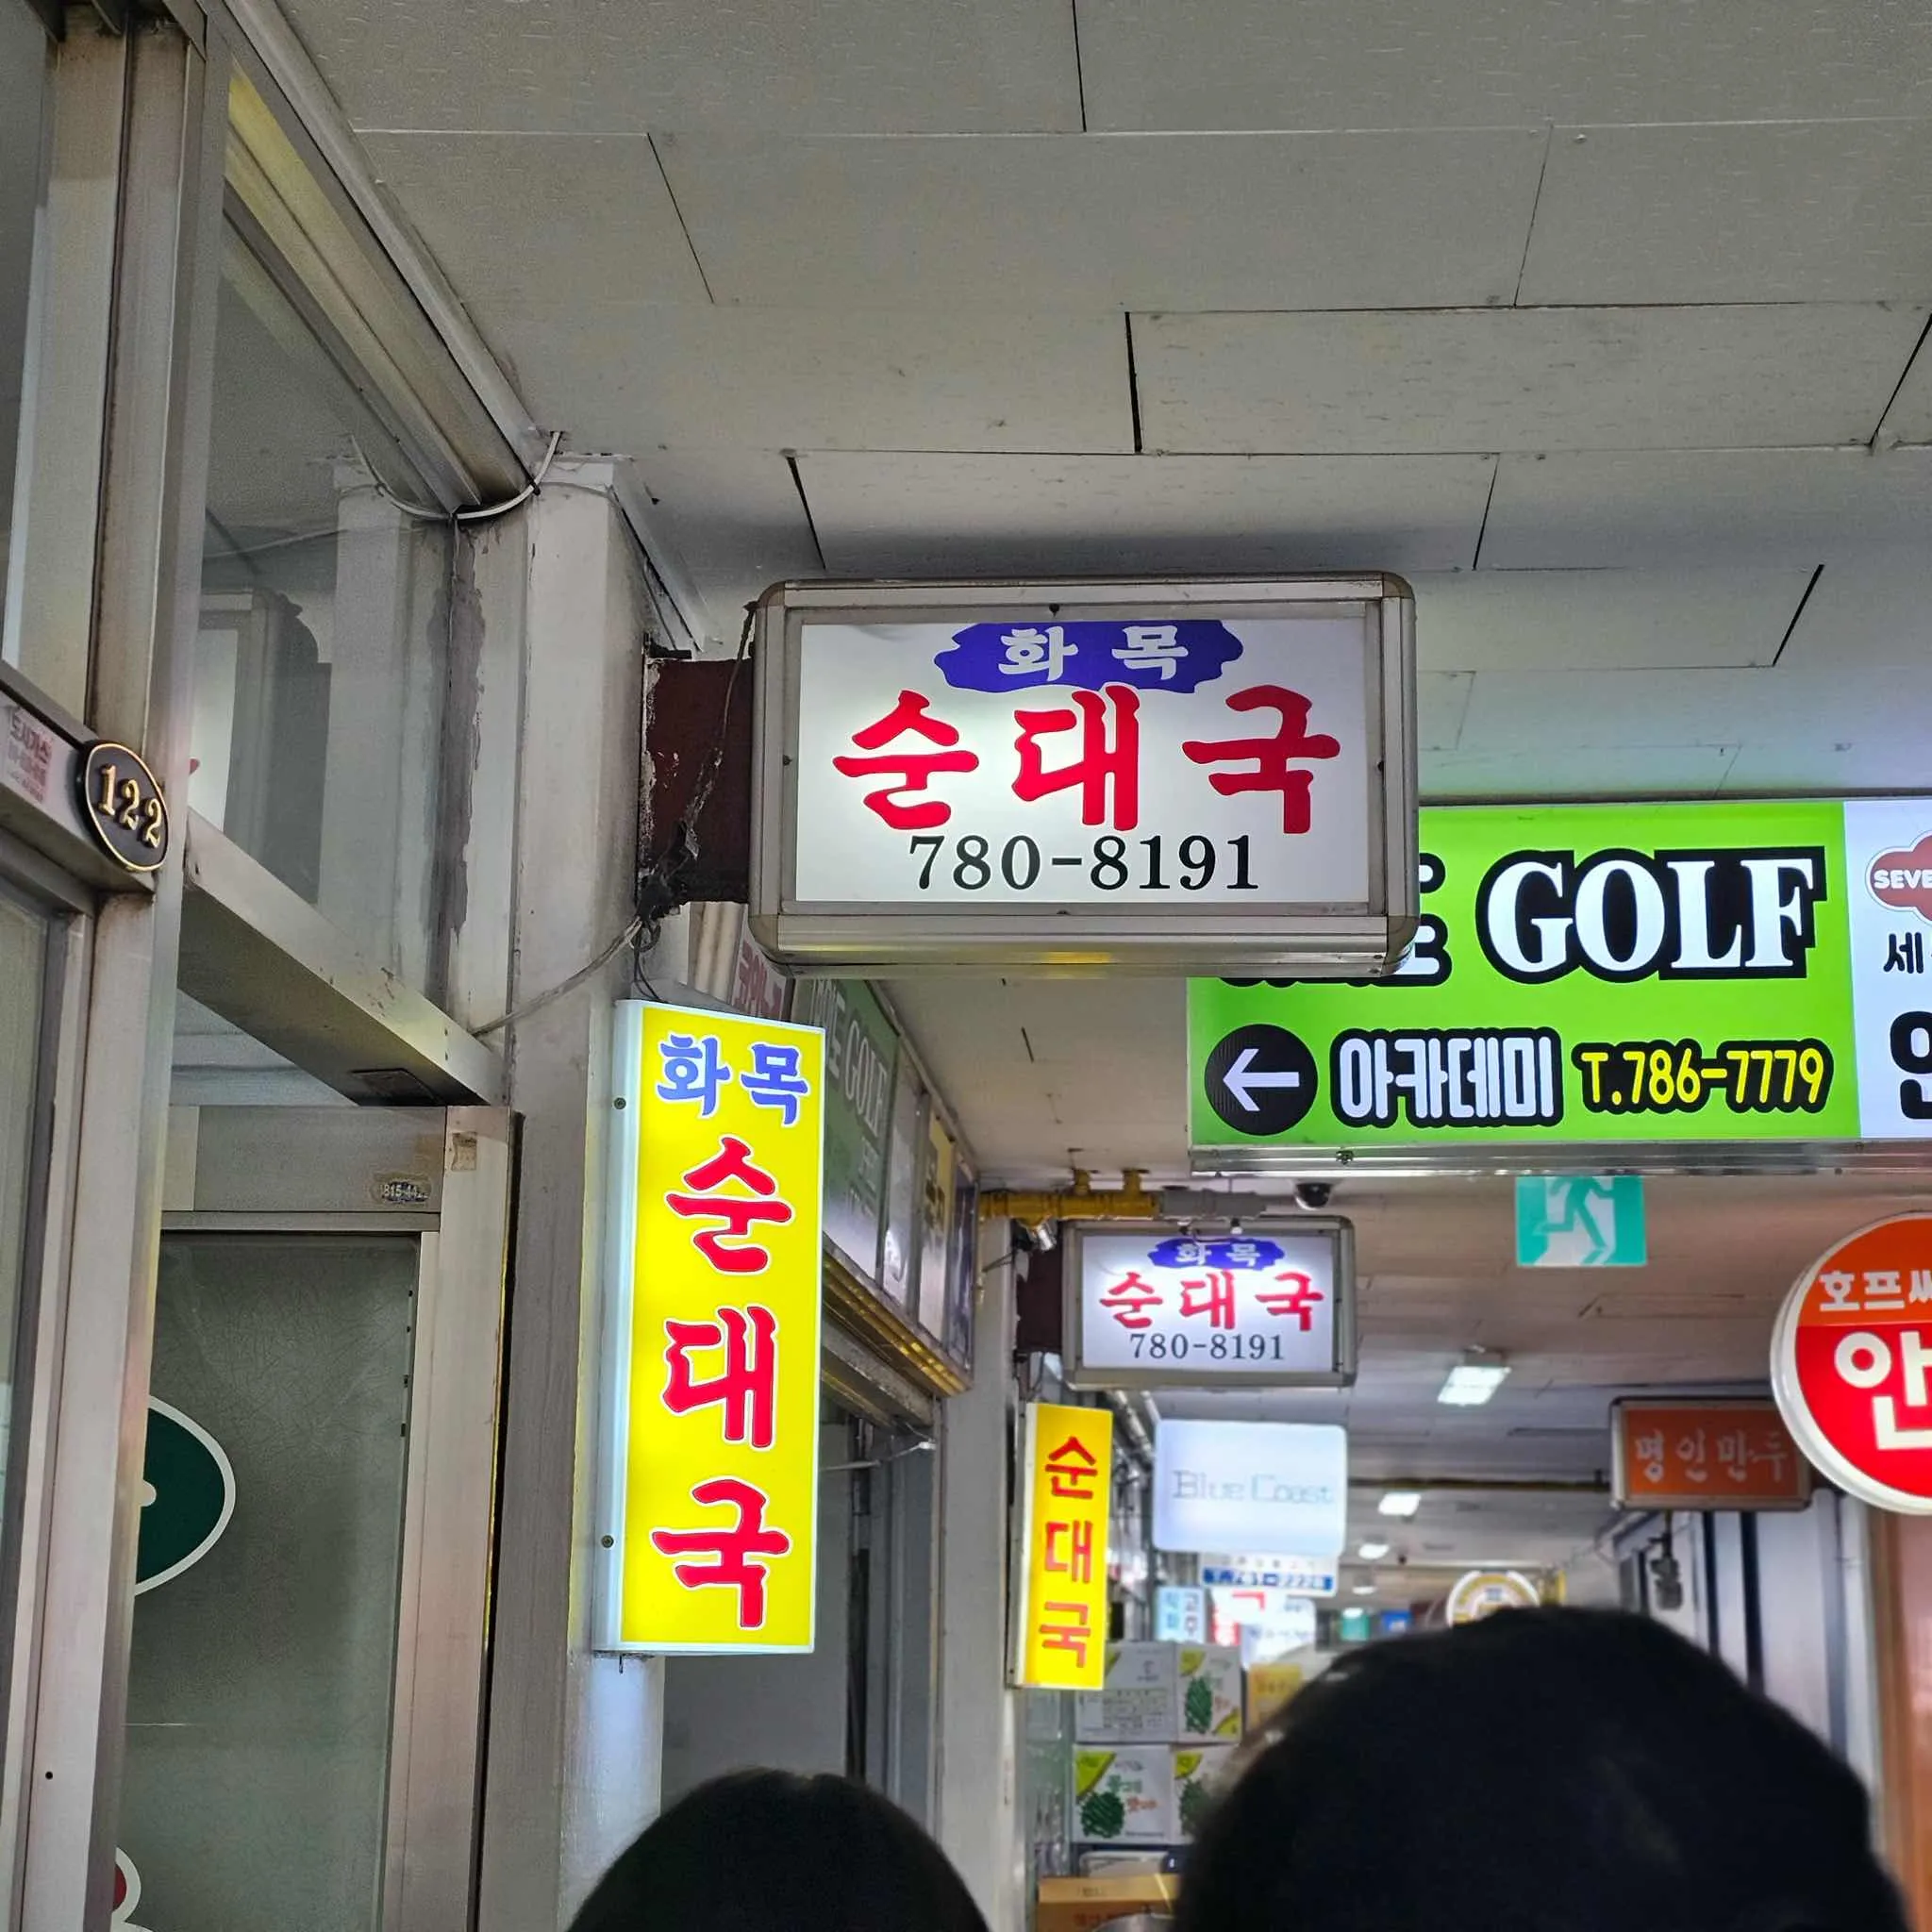 122
화목
순대국
780-8191
GOLF
아카데미 T.786-7779
SEVE
세
화목
순
대
국
화목
순대국
780-8191
순
대
국
Blue Coast
명인만두
호프
안